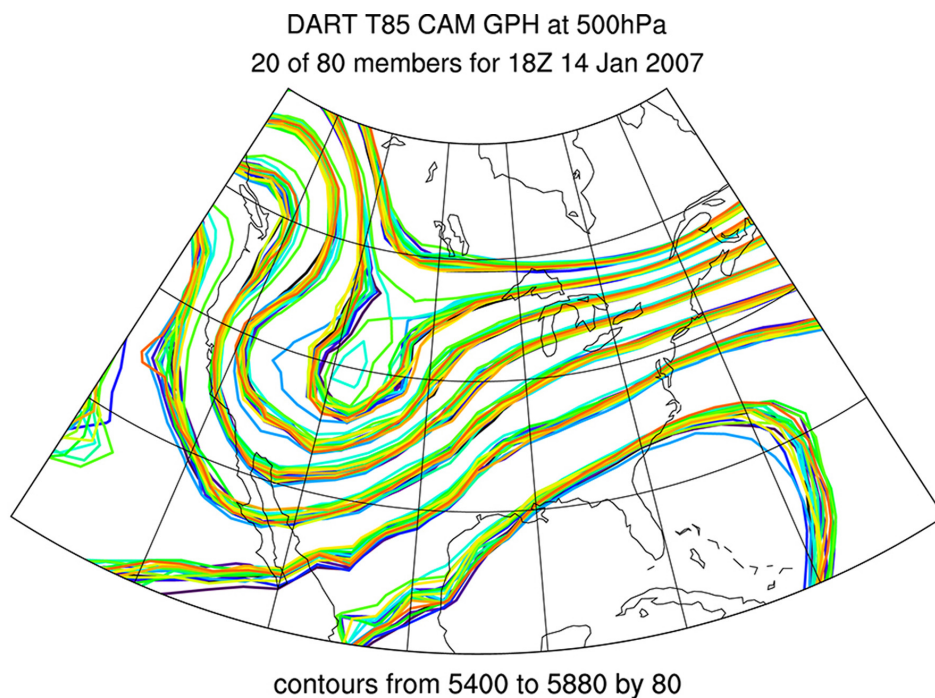 DART T85 CAM GPH at 500hPa
20 of 80 members for 18Z 14 Jan 2007
contours from 5400 to 5880 by 80